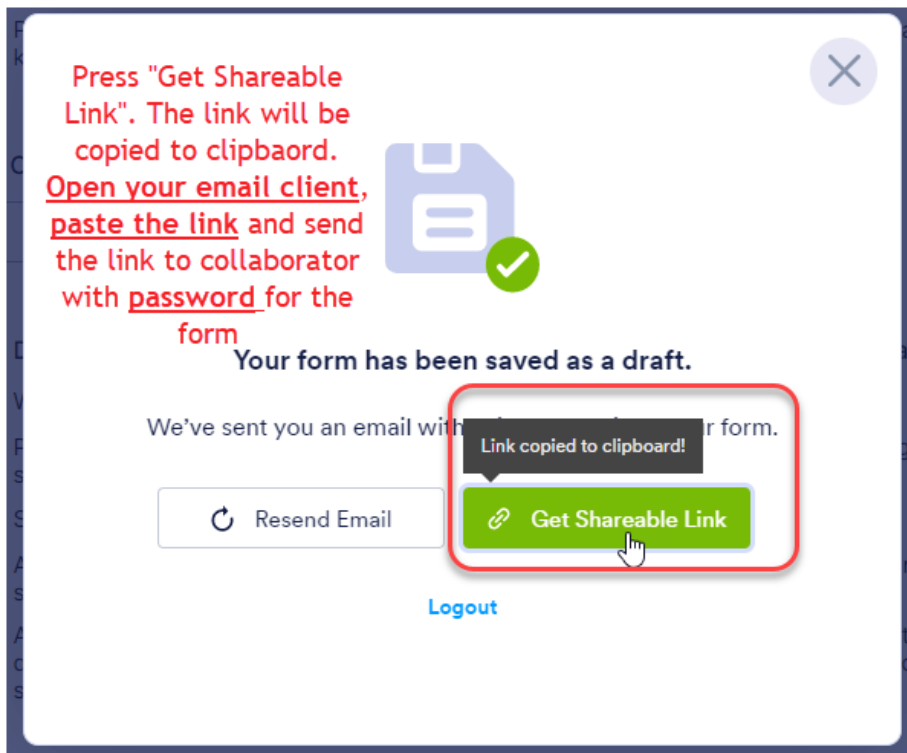 Press "Get Shareable
Link". The link will be
copied to clipbaord.
Open your email client,
paste the link and send
the link to collaborator
with password for the
form
Your form has been saved as a draft.
We've sent you an email with ur form.
Link copied to clipboard!
Resend Email
Get Shareable Link
Logout